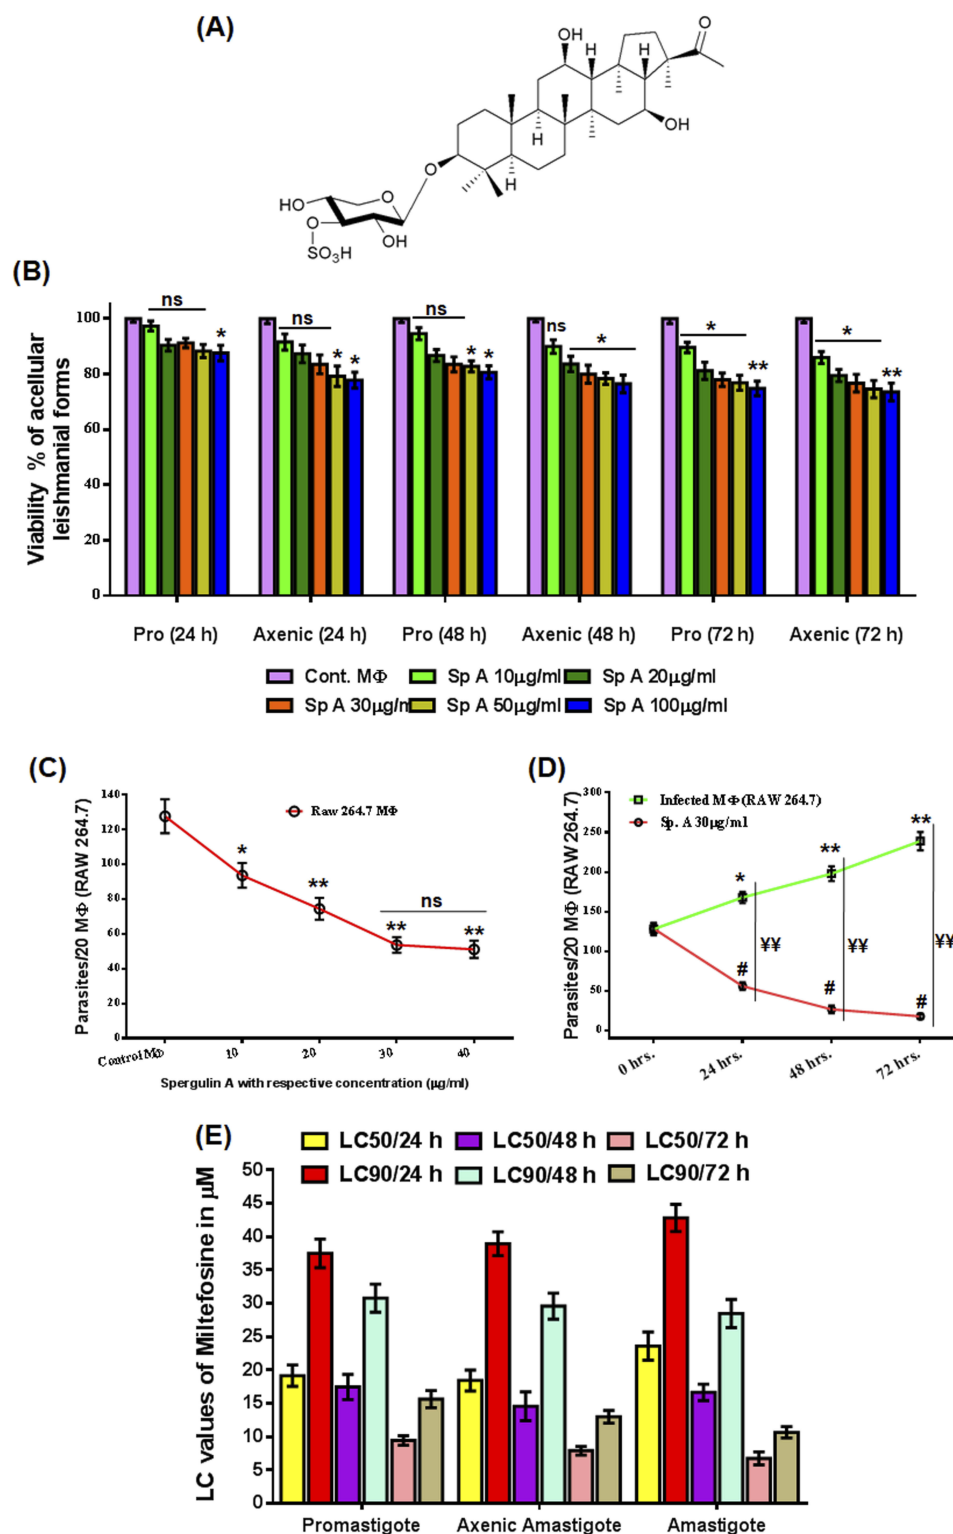 (A)
OH
H
H
O
H
H
OH
O
HO
O
O
OH
SO₃H
(B)
Viability % of acellular
leishmanial forms
100
80
60
40
20
0
ns
*
ns
*
*
ns
*
*
ns
*
*
**
*
**
Pro (24 h)
Axenic (24 h)
Pro (48 h)
Axenic (48 h)
Pro (72 h)
Axenic (72 h)
Cont. MΦ
Sp A 10μg/ml
Sp A 20μg/ml
Sp A 30μg/m
Sp A 50μg/ml
Sp A 100μg/ml
(C)
Parasites/20 MΦ (RAW 264.7)
140
120
100
80
60
40
20
0
Raw 264.7 MΦ
*
**
**
ns
**
Control MΦ
10
20
30
40
Spergulin A with respective concentration (μg/ml)
(D)
Parasites/20 MΦ (RAW 264.7)
300
250
200
150
100
50
0
Infected MΦ (RAW 264.7)
Sp. A 30μg/ml
*
**
**
#
#
#
¥¥
¥¥
¥¥
0 hrs.
24 hrs.
48 hrs.
72 hrs.
(E)
LC50/24 h
LC50/48 h
LC50/72 h
LC90/24 h
LC90/48 h
LC90/72 h
LC values of Miltefosine in μM
50
45
40
35
30
25
20
15
10
5
0
Promastigote
Axenic Amastigote
Amastigote